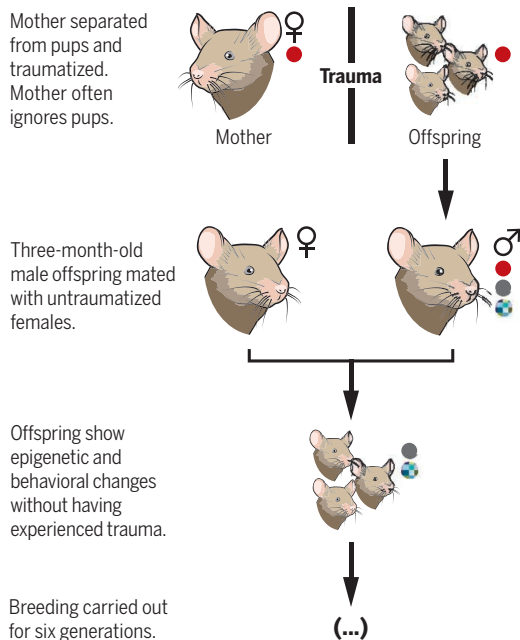 Mother separated
from pups and
traumatized.
Mother often
ignores pups.
Trauma
Mother
Offspring
Three-month-old
male offspring mated
with untraumatized
females.
Offspring show
epigenetic and
behavioral changes
without having
experienced trauma.
Breeding carried out
for six generations.
(...)